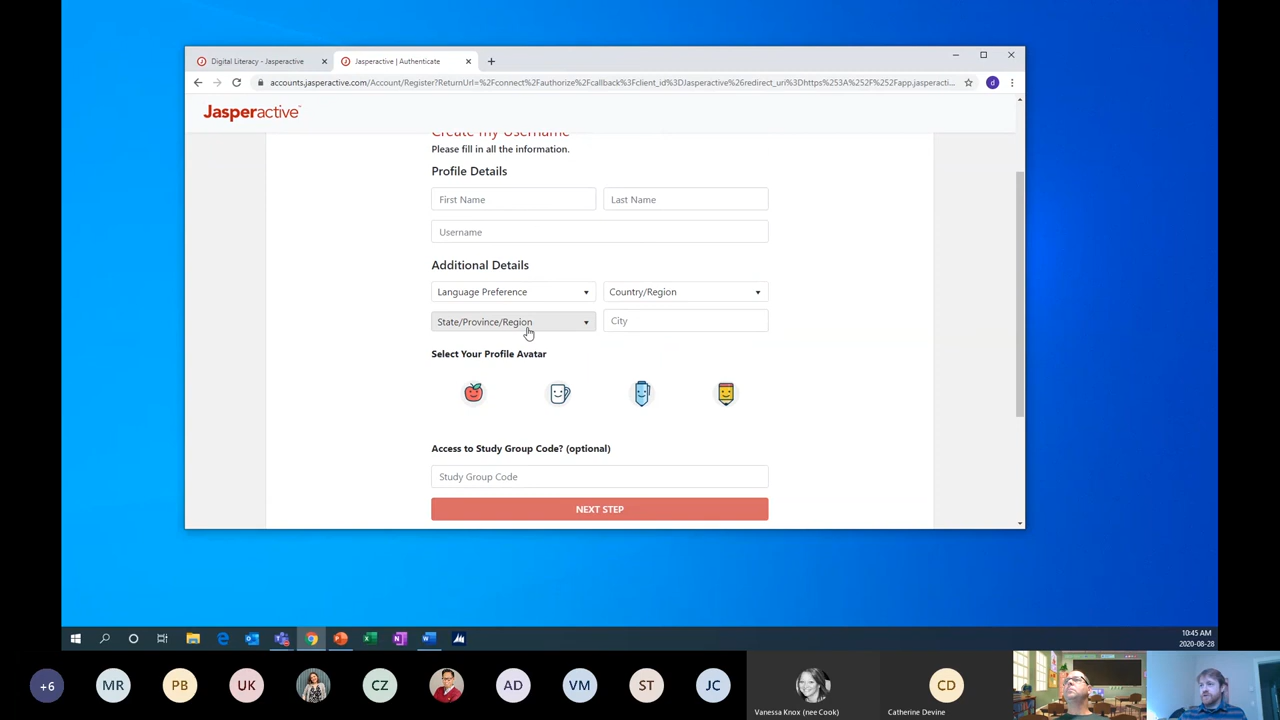 Digital Literacy - Jasperactive
Jasperactive | Authenticate
accounts.jasperactive.com/Account/Register?ReturnUrl=%2Fconnect%2Fauthorize%2Fcallback%3Fclient_id%3DJasperactive%26redirect_uri%3Dhttps%253A%252F%252Fapp.jasperacti...
d
Jasperactive
Create my Username
Please fill in all the information.
Profile Details
First Name
Last Name
Username
Additional Details
Language Preference
Country/Region
State/Province/Region
City
Select Your Profile Avatar
Access to Study Group Code? (optional)
Study Group Code
NEXT STEP
10:45 AM
2020-08-28
+6
MR
PB
UK
CZ
AD
VM
ST
JC
CD
Vanessa Knox (nee Cook)
Catherine Devine